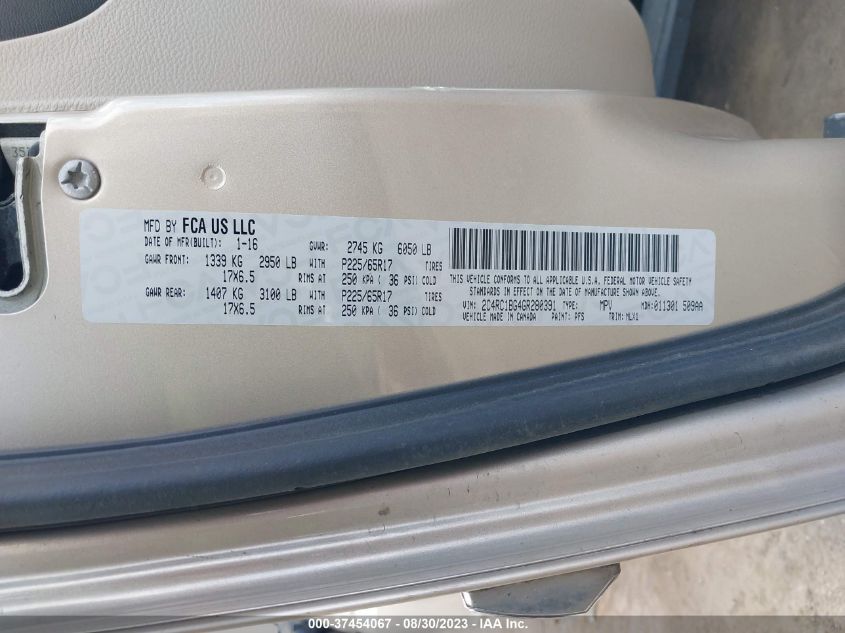 MFD BY FCA US LLC
DATE OF MFR(BUILT): 1-16 GVWR: 2745 KG 6050 LB
GAWR FRONT: 1339 KG 2950 LB WITH P225/65R17 TIRES
17X6.5 RIMS AT 250 KPA ( 36 PSI) COLD
GAWR REAR: 1407 KG 3100 LB WITH P225/65R17 TIRES
17X6.5 RIMS AT 250 KPA ( 36 PSI) COLD
THIS VEHICLE CONFORMS TO ALL APPLICABLE U.S.A. FEDERAL MOTOR VEHICLE SAFETY
STANDARDS IN EFFECT ON THE DATE OF MANUFACTURE SHOWN ABOVE.
VIN: 2C4RC1BG4GR280391 TYPE: MPV MDH:011301 509AA
VEHICLE MADE IN CANADA PAINT: PFS TRIM: MLX1
000-37454067 - 08/30/2023 - IAA Inc.